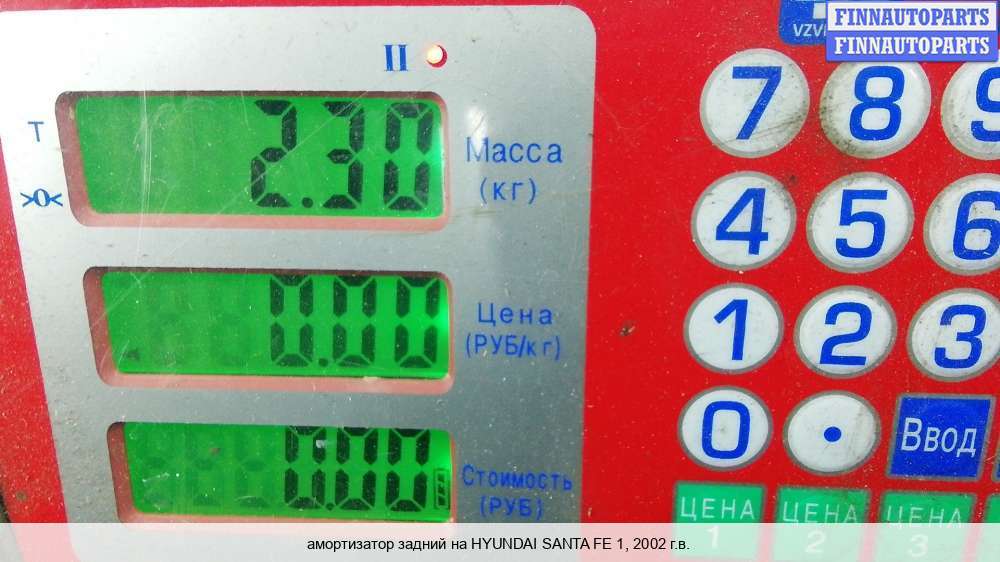 FINNAUTOPARTS
FINNAUTOPARTS
II
T
>0<
2.30
Масса
(кг)
0.00
Цена
(РУБ/кг)
0.00
Стоимость
(РУБ)
7 8 9
4 5 6
1 2 3
0 •
Ввод
ЦЕНА 1
ЦЕНА 2
ЦЕНА 3
амортизатор задний на HYUNDAI SANTA FE 1, 2002 г.в.